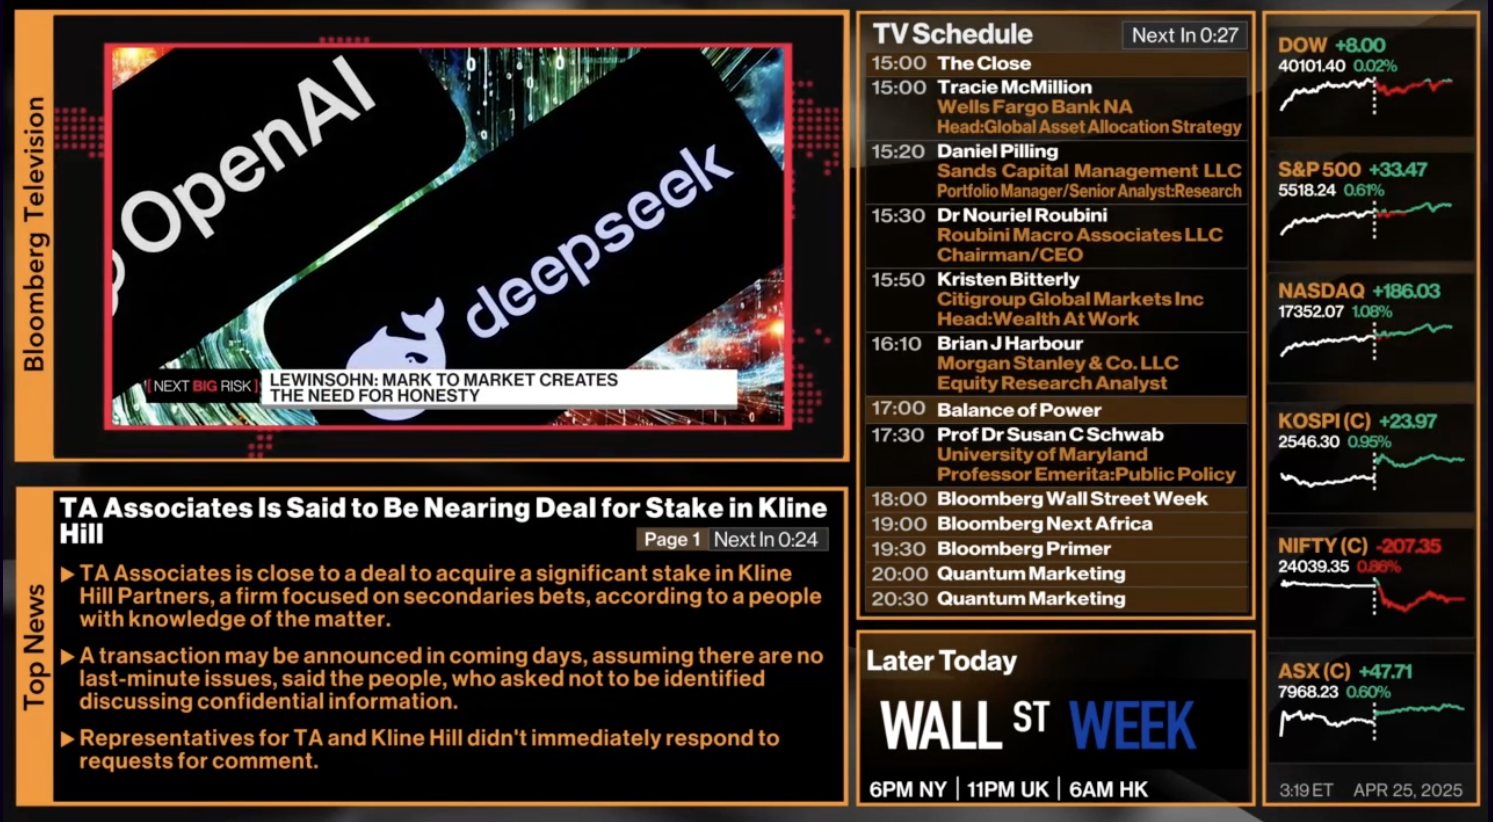 Bloomberg Television
OpenAI
deepseek
[NEXT BIG RISK]
LEWINSOHN: MARK TO MARKET CREATES
THE NEED FOR HONESTY
Top News
TA Associates Is Said to Be Nearing Deal for Stake in Kline
Hill
Page 1 Next In 0:24
▶ TA Associates is close to a deal to acquire a significant stake in Kline
Hill Partners, a firm focused on secondaries bets, according to a people
with knowledge of the matter.
▶ A transaction may be announced in coming days, assuming there are no
last-minute issues, said the people, who asked not to be identified
discussing confidential information.
▶ Representatives for TA and Kline Hill didn't immediately respond to
requests for comment.
TV Schedule Next In 0:27
15:00 The Close
15:00 Tracie McMillion
Wells Fargo Bank NA
Head:Global Asset Allocation Strategy
15:20 Daniel Pilling
Sands Capital Management LLC
Portfolio Manager/Senior Analyst:Research
15:30 Dr Nouriel Roubini
Roubini Macro Associates LLC
Chairman/CEO
15:50 Kristen Bitterly
Citigroup Global Markets Inc
Head:Wealth At Work
16:10 Brian J Harbour
Morgan Stanley & Co. LLC
Equity Research Analyst
17:00 Balance of Power
17:30 Prof Dr Susan C Schwab
University of Maryland
Professor Emerita:Public Policy
18:00 Bloomberg Wall Street Week
19:00 Bloomberg Next Africa
19:30 Bloomberg Primer
20:00 Quantum Marketing
20:30 Quantum Marketing
Later Today
WALL ST WEEK
6PM NY | 11PM UK | 6AM HK
DOW +8.00
40101.40 0.02%
S&P 500 +33.47
5518.24 0.61%
NASDAQ +186.03
17352.07 1.08%
KOSPI (C) +23.97
2546.30 0.95%
NIFTY (C) -207.35
24039.35 0.86%
ASX (C) +47.71
7968.23 0.60%
3:19 ET APR 25, 2025